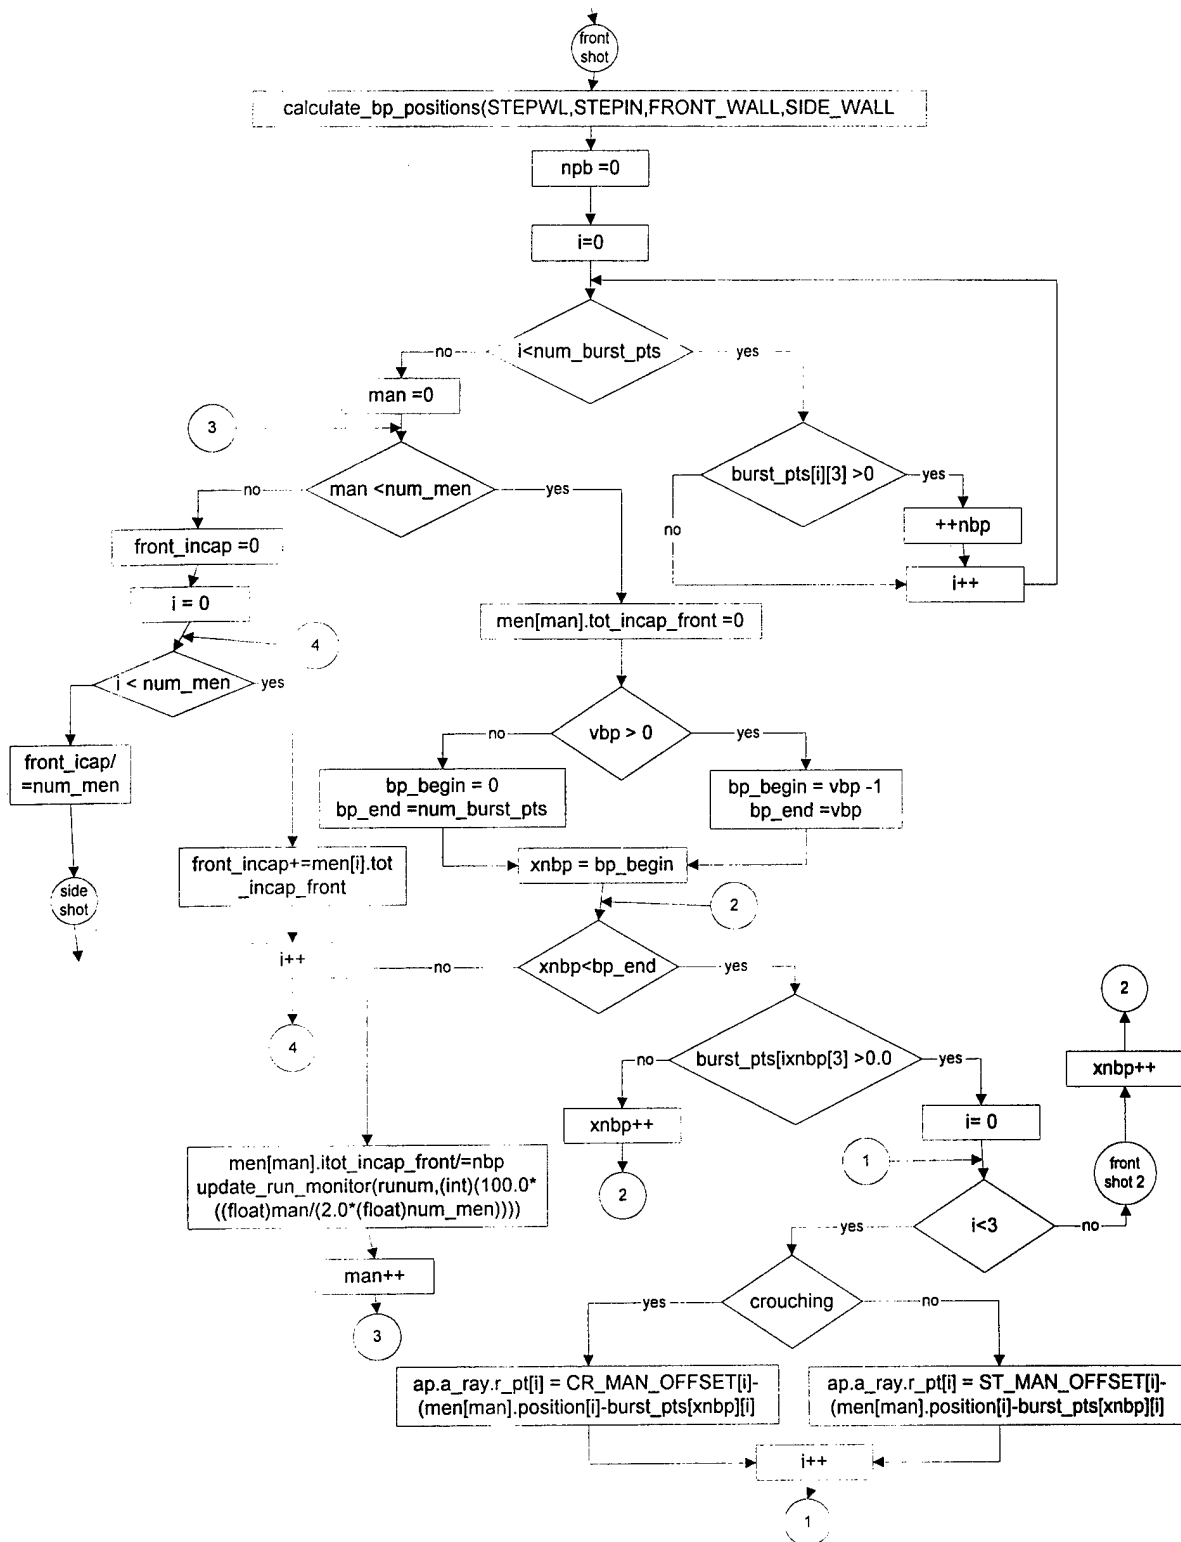 front
shot
calculate_bp_positions(STEPWL,STEPIN,FRONT_WALL,SIDE_WALL
npb =0
i=0
i<num_burst_pts
no
yes
man =0
3
burst_pts[i][3] >0
yes
no
++nbp
i++
man <num_men
no
yes
front_incap =0
i = 0
4
i < num_men
yes
men[man].tot_incap_front =0
vbp > 0
no
yes
front_icap/
=num_men
bp_begin = 0
bp_end =num_burst_pts
bp_begin = vbp -1
bp_end =vbp
front_incap+=men[i].tot
_incap_front
xnbp = bp_begin
side
shot
2
i++
no
xnbp<bp_end
yes
4
2
burst_pts[ixnbp[3] >0.0
no
yes
xnbp++
xnbp++
i= 0
men[man].itot_incap_front/=nbp
update_run_monitor(runum,(int)(100.0*
((float)man/(2.0*(float)num_men))))
1
front
shot 2
2
i<3
yes
no
man++
crouching
yes
no
3
ap.a_ray.r_pt[i] = CR_MAN_OFFSET[i]-
(men[man].position[i]-burst_pts[xnbp][i]
ap.a_ray.r_pt[i] = ST_MAN_OFFSET[i]-
(men[man].position[i]-burst_pts[xnbp][i]
i++
1